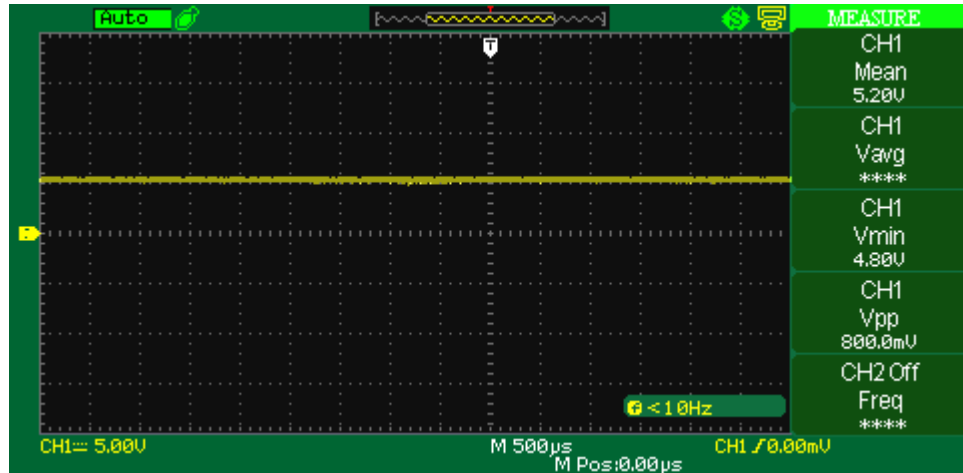 Auto
T
S
MEASURE
CH1
Mean
5.20V
CH1
Vavg
****
CH1
Vmin
4.80V
CH1
Vpp
800.0mV
CH2 Off
Freq
****
f <10Hz
CH1 5.00V
M 500µs
CH1 0.00mV
M Pos:0.00µs